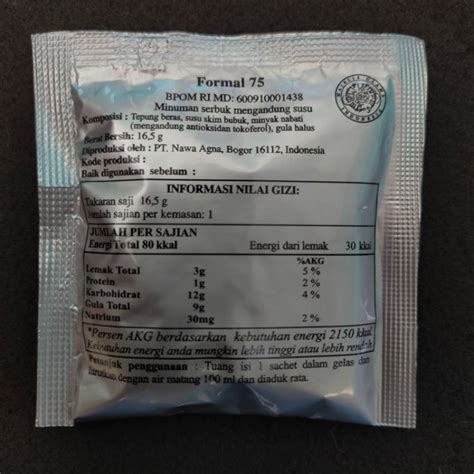 Formal 75
BPOM RI MD: 600910001438
Minuman serbuk mengandung susu
Komposisi : Tepung beras, susu skim bubuk, minyak nabati
(mengandung antioksidan tokoferol), gula halus
Berat Bersih: 16,5 g
Diproduksi oleh : PT. Nawa Agna, Bogor 16112, Indonesia
Kode produksi :
Baik digunakan sebelum :
INFORMASI NILAI GIZI:
Takaran saji 16,5 g
Jumlah sajian per kemasan: 1
JUMLAH PER SAJIAN
Energi Total 80 kkal Energi dari lemak 30 kkal
%AKG
Lemak Total 3g 5 %
Protein 1g 2 %
Karbohidrat 12g 4 %
Gula Total 9g
Natrium 30mg 2 %
*Persen AKG berdasarkan kebutuhan energi 2150 kkal
Kebutuhan energi anda mungkin lebih tinggi atau lebih rendah.
Petunjuk penggunaan : Tuang isi 1 sachet dalam gelas dan
larutkan dengan air matang 100 ml dan diaduk rata.